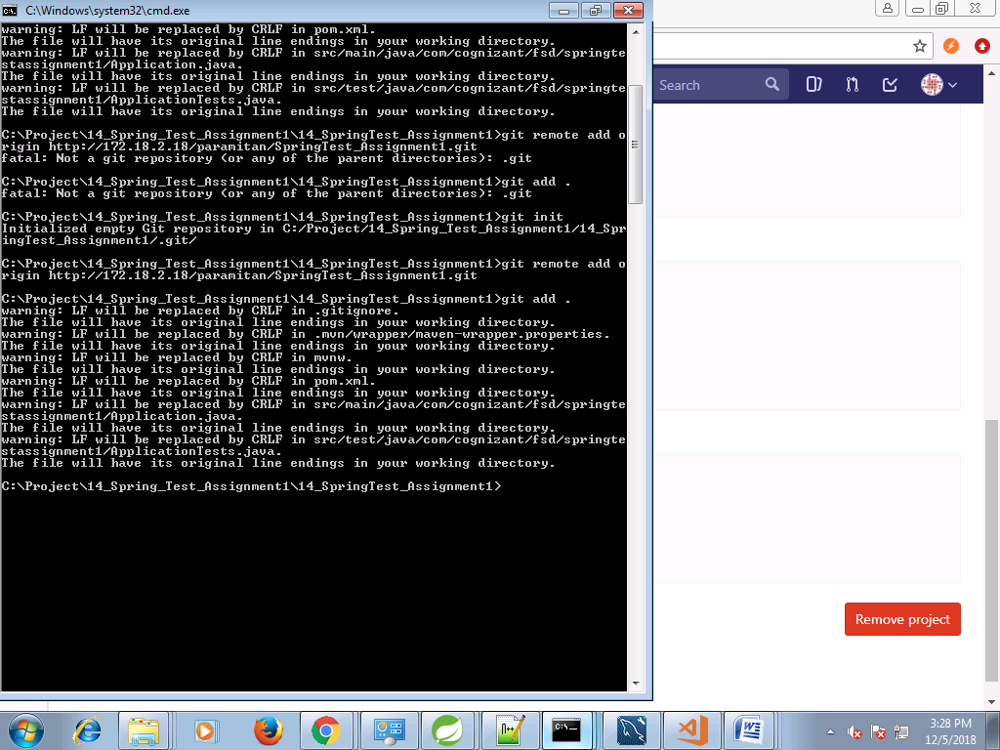 C:\Windows\system32\cmd.exe
warning: LF will be replaced by CRLF in pom.xml.
The file will have its original line endings in your working directory.
warning: LF will be replaced by CRLF in src/main/java/com/cognizant/fsd/springte
stassignment1/Application.java.
The file will have its original line endings in your working directory.
warning: LF will be replaced by CRLF in src/test/java/com/cognizant/fsd/springte
stassignment1/ApplicationTests.java.
The file will have its original line endings in your working directory.
C:\Project\14_Spring_Test_Assignment1\14_SpringTest_Assignment1>git remote add o
rigin http://172.18.2.18/paramitan/SpringTest_Assignment1.git
fatal: Not a git repository (or any of the parent directories): .git
C:\Project\14_Spring_Test_Assignment1\14_SpringTest_Assignment1>git add .
fatal: Not a git repository (or any of the parent directories): .git
C:\Project\14_Spring_Test_Assignment1\14_SpringTest_Assignment1>git init
Initialized empty Git repository in C:/Project/14_Spring_Test_Assignment1/14_Spr
ingTest_Assignment1/.git/
C:\Project\14_Spring_Test_Assignment1\14_SpringTest_Assignment1>git remote add o
rigin http://172.18.2.18/paramitan/SpringTest_Assignment1.git
C:\Project\14_Spring_Test_Assignment1\14_SpringTest_Assignment1>git add .
warning: LF will be replaced by CRLF in .gitignore.
The file will have its original line endings in your working directory.
warning: LF will be replaced by CRLF in .mvn/wrapper/maven-wrapper.properties.
The file will have its original line endings in your working directory.
warning: LF will be replaced by CRLF in mvnw.
The file will have its original line endings in your working directory.
warning: LF will be replaced by CRLF in pom.xml.
The file will have its original line endings in your working directory.
warning: LF will be replaced by CRLF in src/main/java/com/cognizant/fsd/springte
stassignment1/Application.java.
The file will have its original line endings in your working directory.
warning: LF will be replaced by CRLF in src/test/java/com/cognizant/fsd/springte
stassignment1/ApplicationTests.java.
The file will have its original line endings in your working directory.
C:\Project\14_Spring_Test_Assignment1\14_SpringTest_Assignment1>
Search
Remove project
3:28 PM
12/5/2018